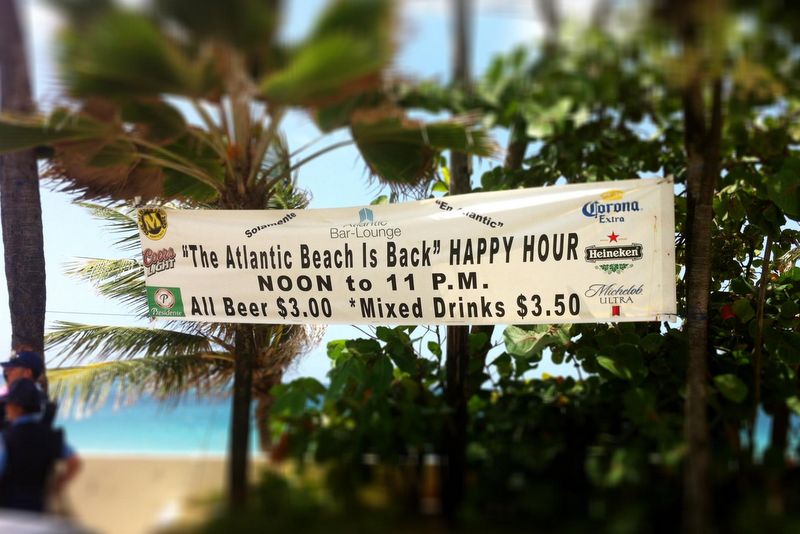 Solamente
"En Atlantic"
Atlantic
Bar-Lounge
"The Atlantic Beach Is Back" HAPPY HOUR
NOON to 11 P.M.
All Beer $3.00 *Mixed Drinks $3.50
Coors
LIGHT
P
Presidente
Corona
Extra
Heineken
Michelob
ULTRA